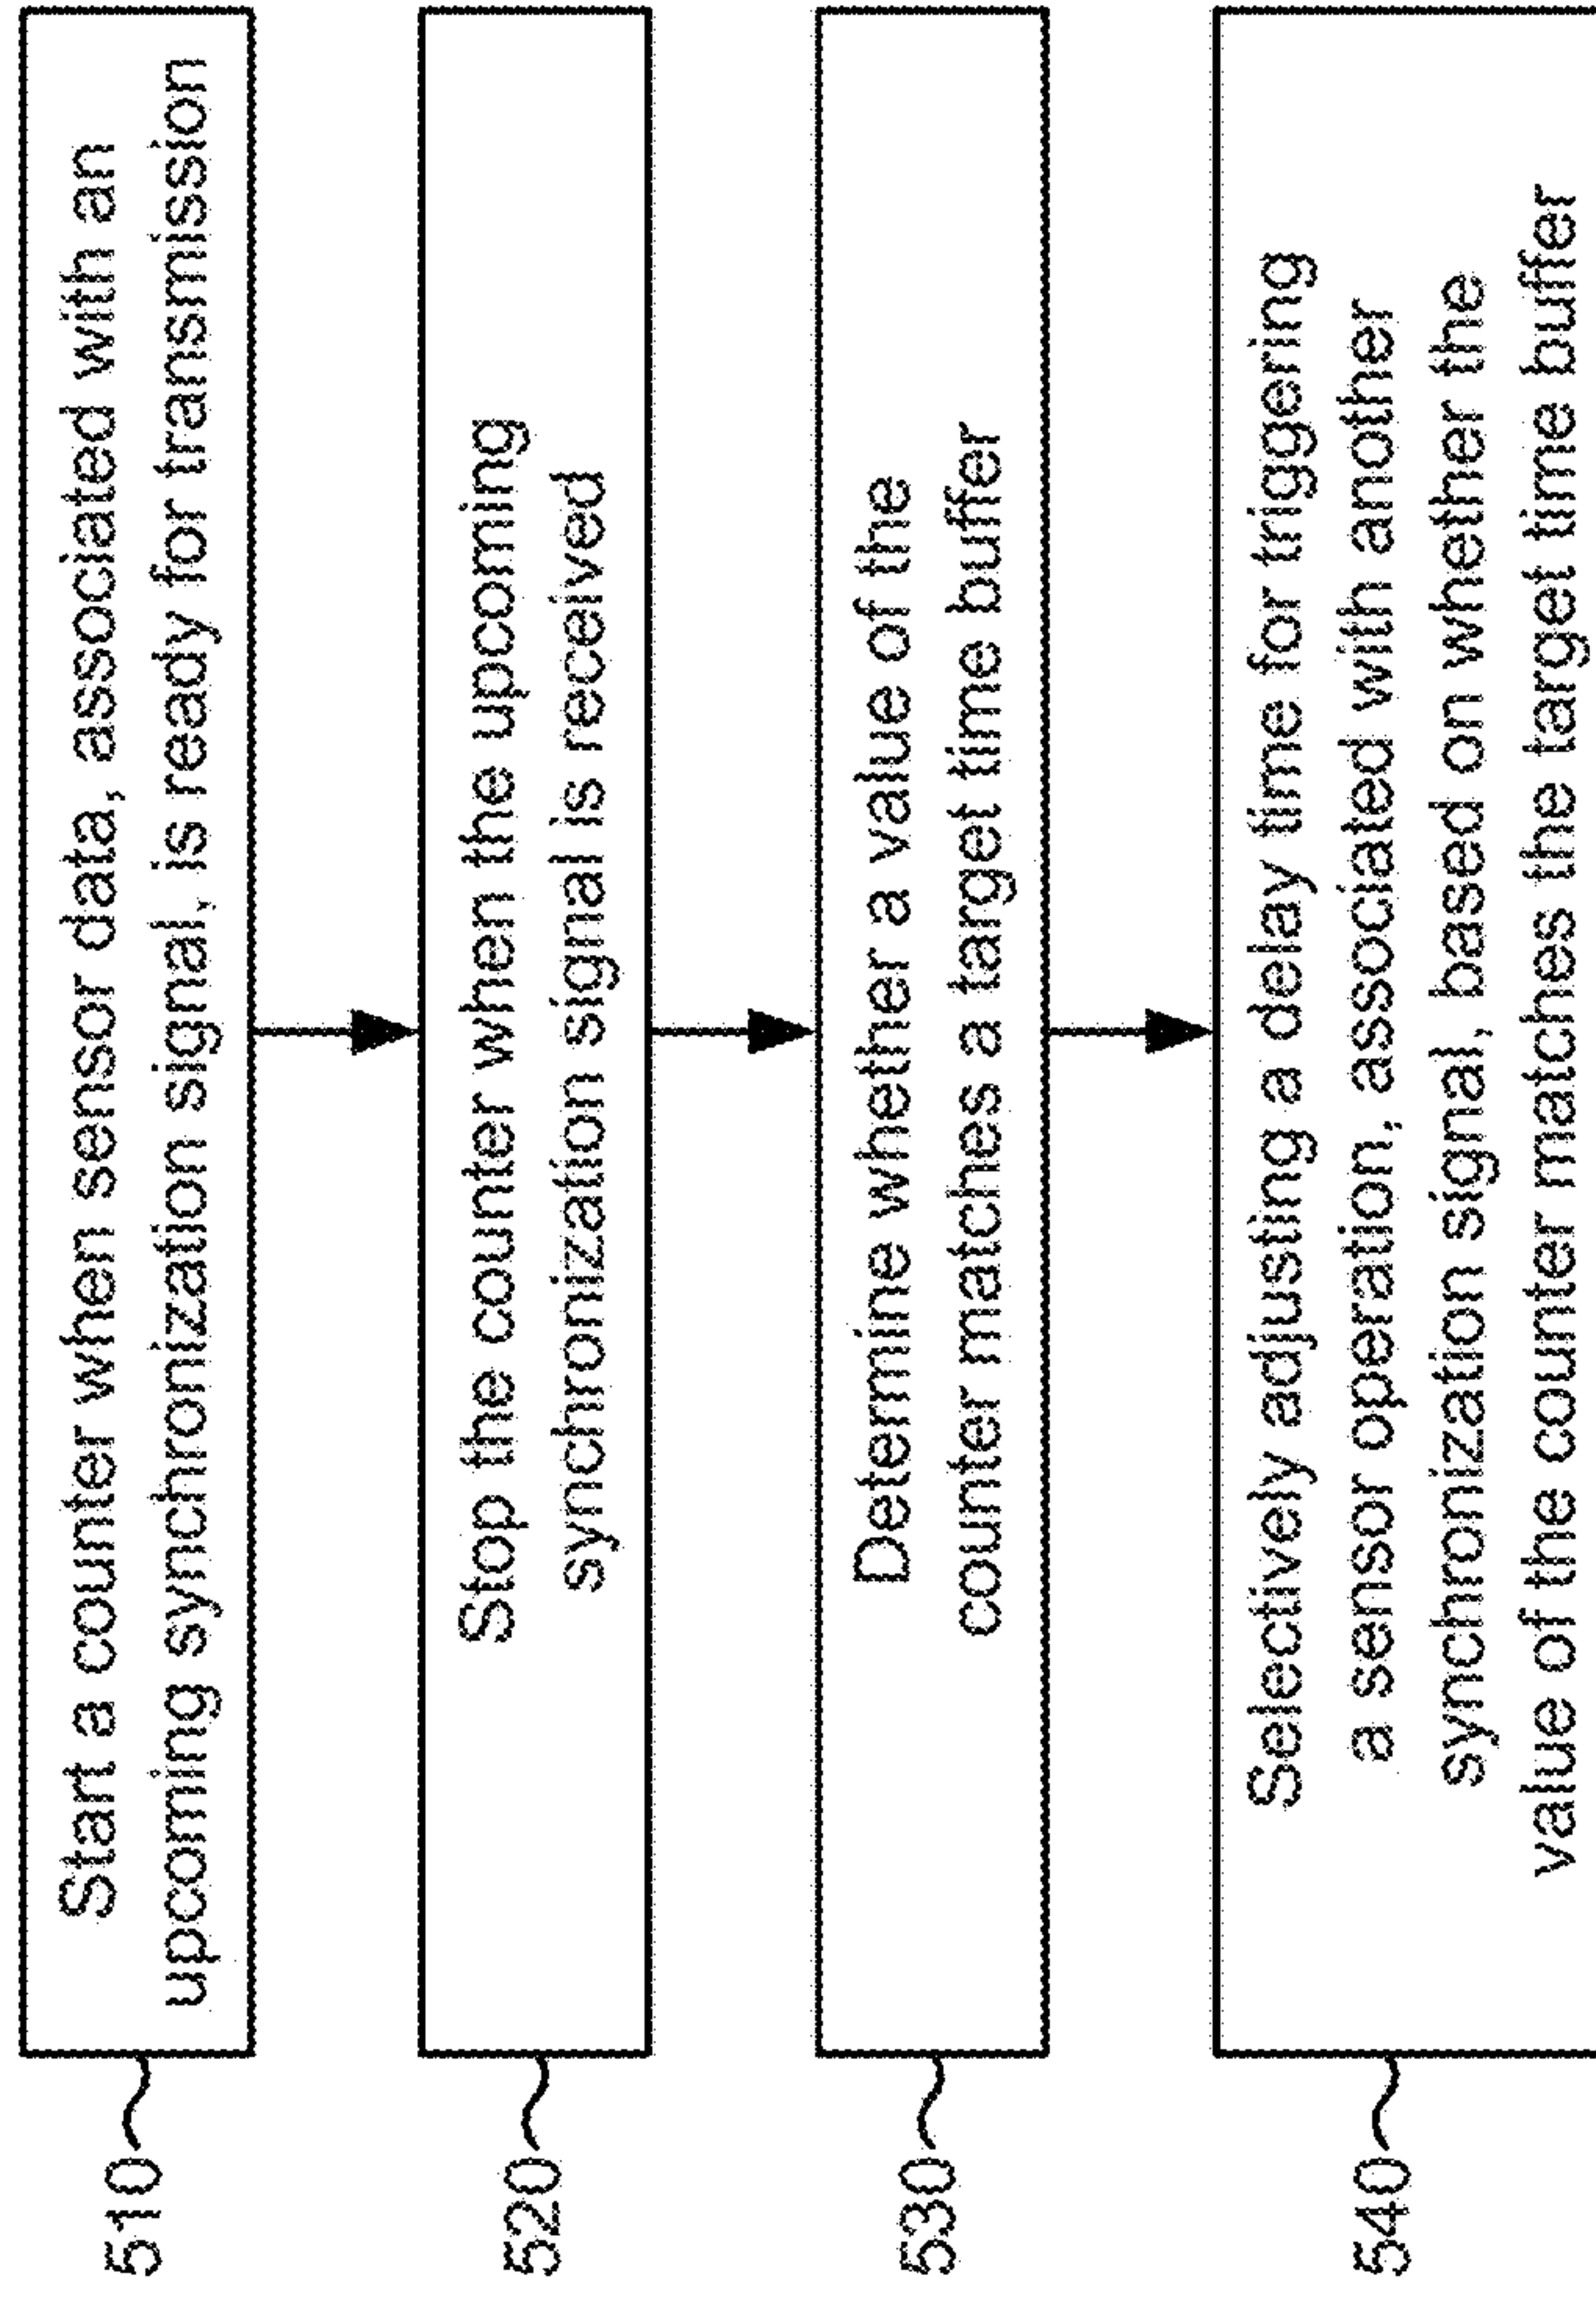 510
Start a counter when sensor data, associated with an
upcoming synchronization signal, is ready for transmission
520
Stop the counter when the upcoming
synchronization signal is received
530
Determine whether a value of the
counter matches a target time buffer
540
Selectively adjusting a delay time for triggering
a sensor operation, associated with another
synchronization signal, based on whether the
value of the counter matches the target time buffer